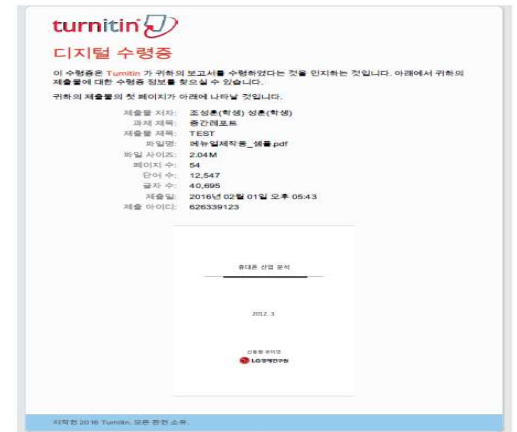 turnitin
디지털 수령증
이 수령증은 Turnitin 가 귀하의 보고서를 수령하였다는 것을 인지하는 것입니다. 아래에서 귀하의
제출물에 대한 수령증 정보를 찾으실 수 있습니다.
귀하의 제출물의 첫 페이지가 아래에 나타날 것입니다.
제출물 저자: 조성훈(학생) 성훈(학생)
과제 제목: 중간레포트
제출물 제목: TEST
파일명: 메뉴얼제작용_샘플.pdf
파일 사이즈: 2.04M
페이지 수: 54
단어 수: 12,547
글자 수: 40,695
제출일: 2016년 02월 01일 오후 05:43
제출 아이디: 626339123
휴대폰 산업 분석
2012. 3
LG경제연구원
저작권 2016 Turnitin. 모든 판권 소유.